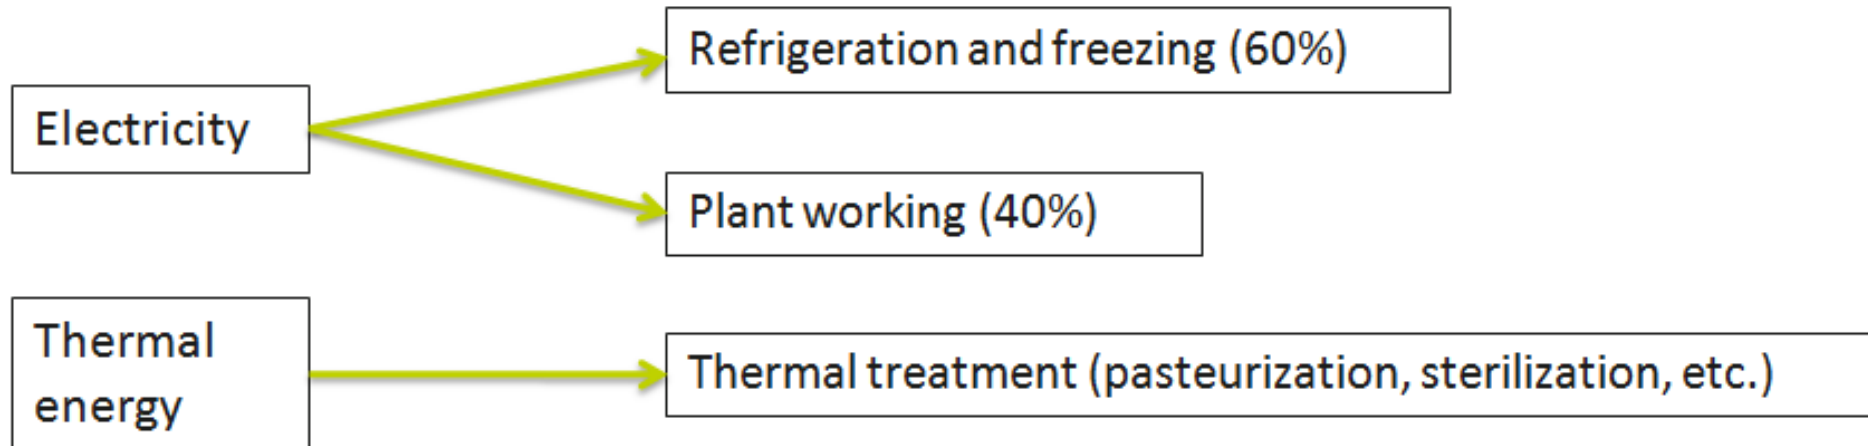 Refrigeration and freezing (60%)
Electricity
Plant working (40%)
Thermal
energy
Thermal treatment (pasteurization, sterilization, etc.)